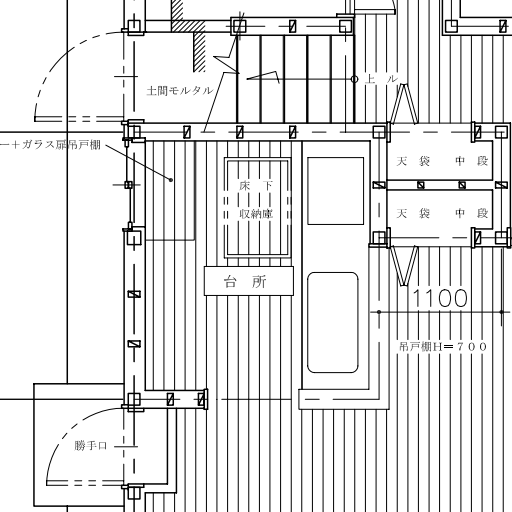 上 ル
土間モルタル
ー＋ガラス扉吊戸棚
天 袋 中 段
床 下
収納庫
天 袋 中 段
台 所
1100
吊戸棚H＝７００
勝手口